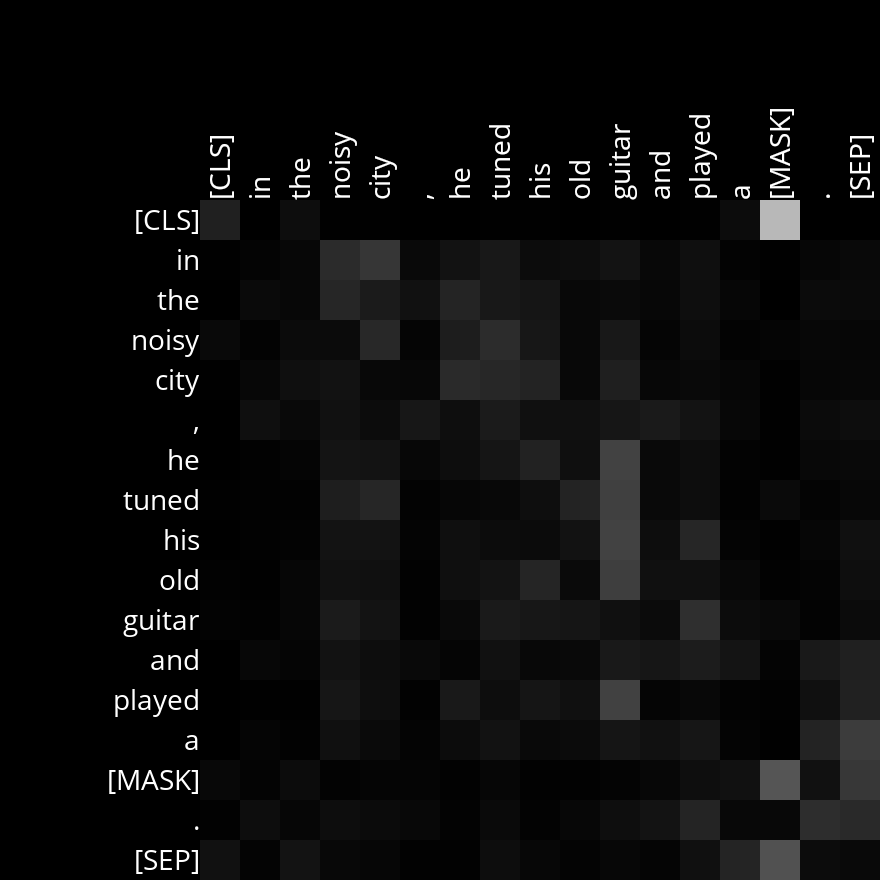 [CLS] in the noisy city , he tuned his old guitar and played a [MASK] . [SEP]
[CLS]
in
the
noisy
city
,
he
tuned
his
old
guitar
and
played
a
[MASK]
.
[SEP]